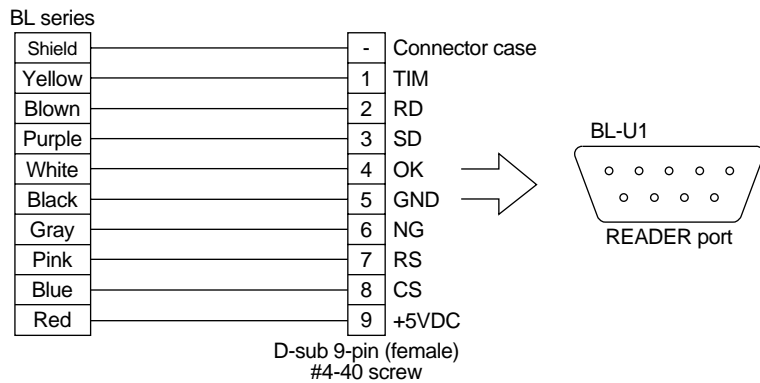 BL series
Shield - Connector case
Yellow 1 TIM
Blown 2 RD
Purple 3 SD
White 4 OK
Black 5 GND
Gray 6 NG
Pink 7 RS
Blue 8 CS
Red 9 +5VDC
D-sub 9-pin (female)
#4-40 screw
BL-U1
READER port